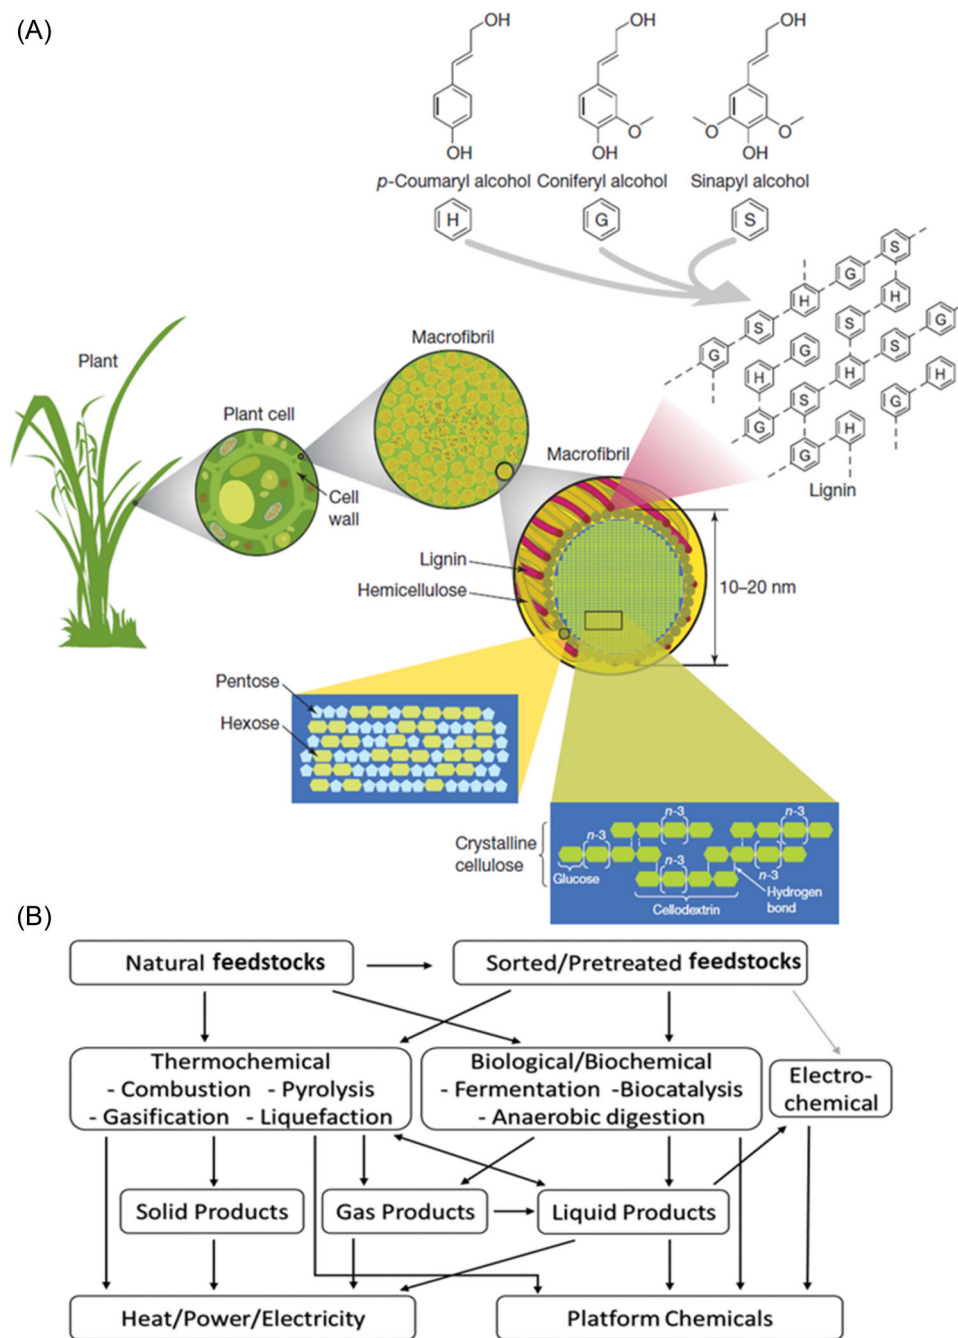 (A)
OH
OH
OH
O
O
O
OH
OH
OH
p-Coumaryl alcohol
Coniferyl alcohol
Sinapyl alcohol
H
G
S
S
G
H
H
G
S
S
G
S
G
H
H
H
S
G
G
H
G
Lignin
Macrofibril
Plant
Plant cell
Cell
wall
Macrofibril
Lignin
Hemicellulose
10–20 nm
Pentose
Hexose
Crystalline
cellulose
n-3
n-3
n-3
n-3
n-3
Glucose
Cellodextrin
Hydrogen
bond
(B)
Natural feedstocks
Sorted/Pretreated feedstocks
Thermochemical
- Combustion - Pyrolysis
- Gasification - Liquefaction
Biological/Biochemical
- Fermentation -Biocatalysis
- Anaerobic digestion
Electro-
chemical
Solid Products
Gas Products
Liquid Products
Heat/Power/Electricity
Platform Chemicals